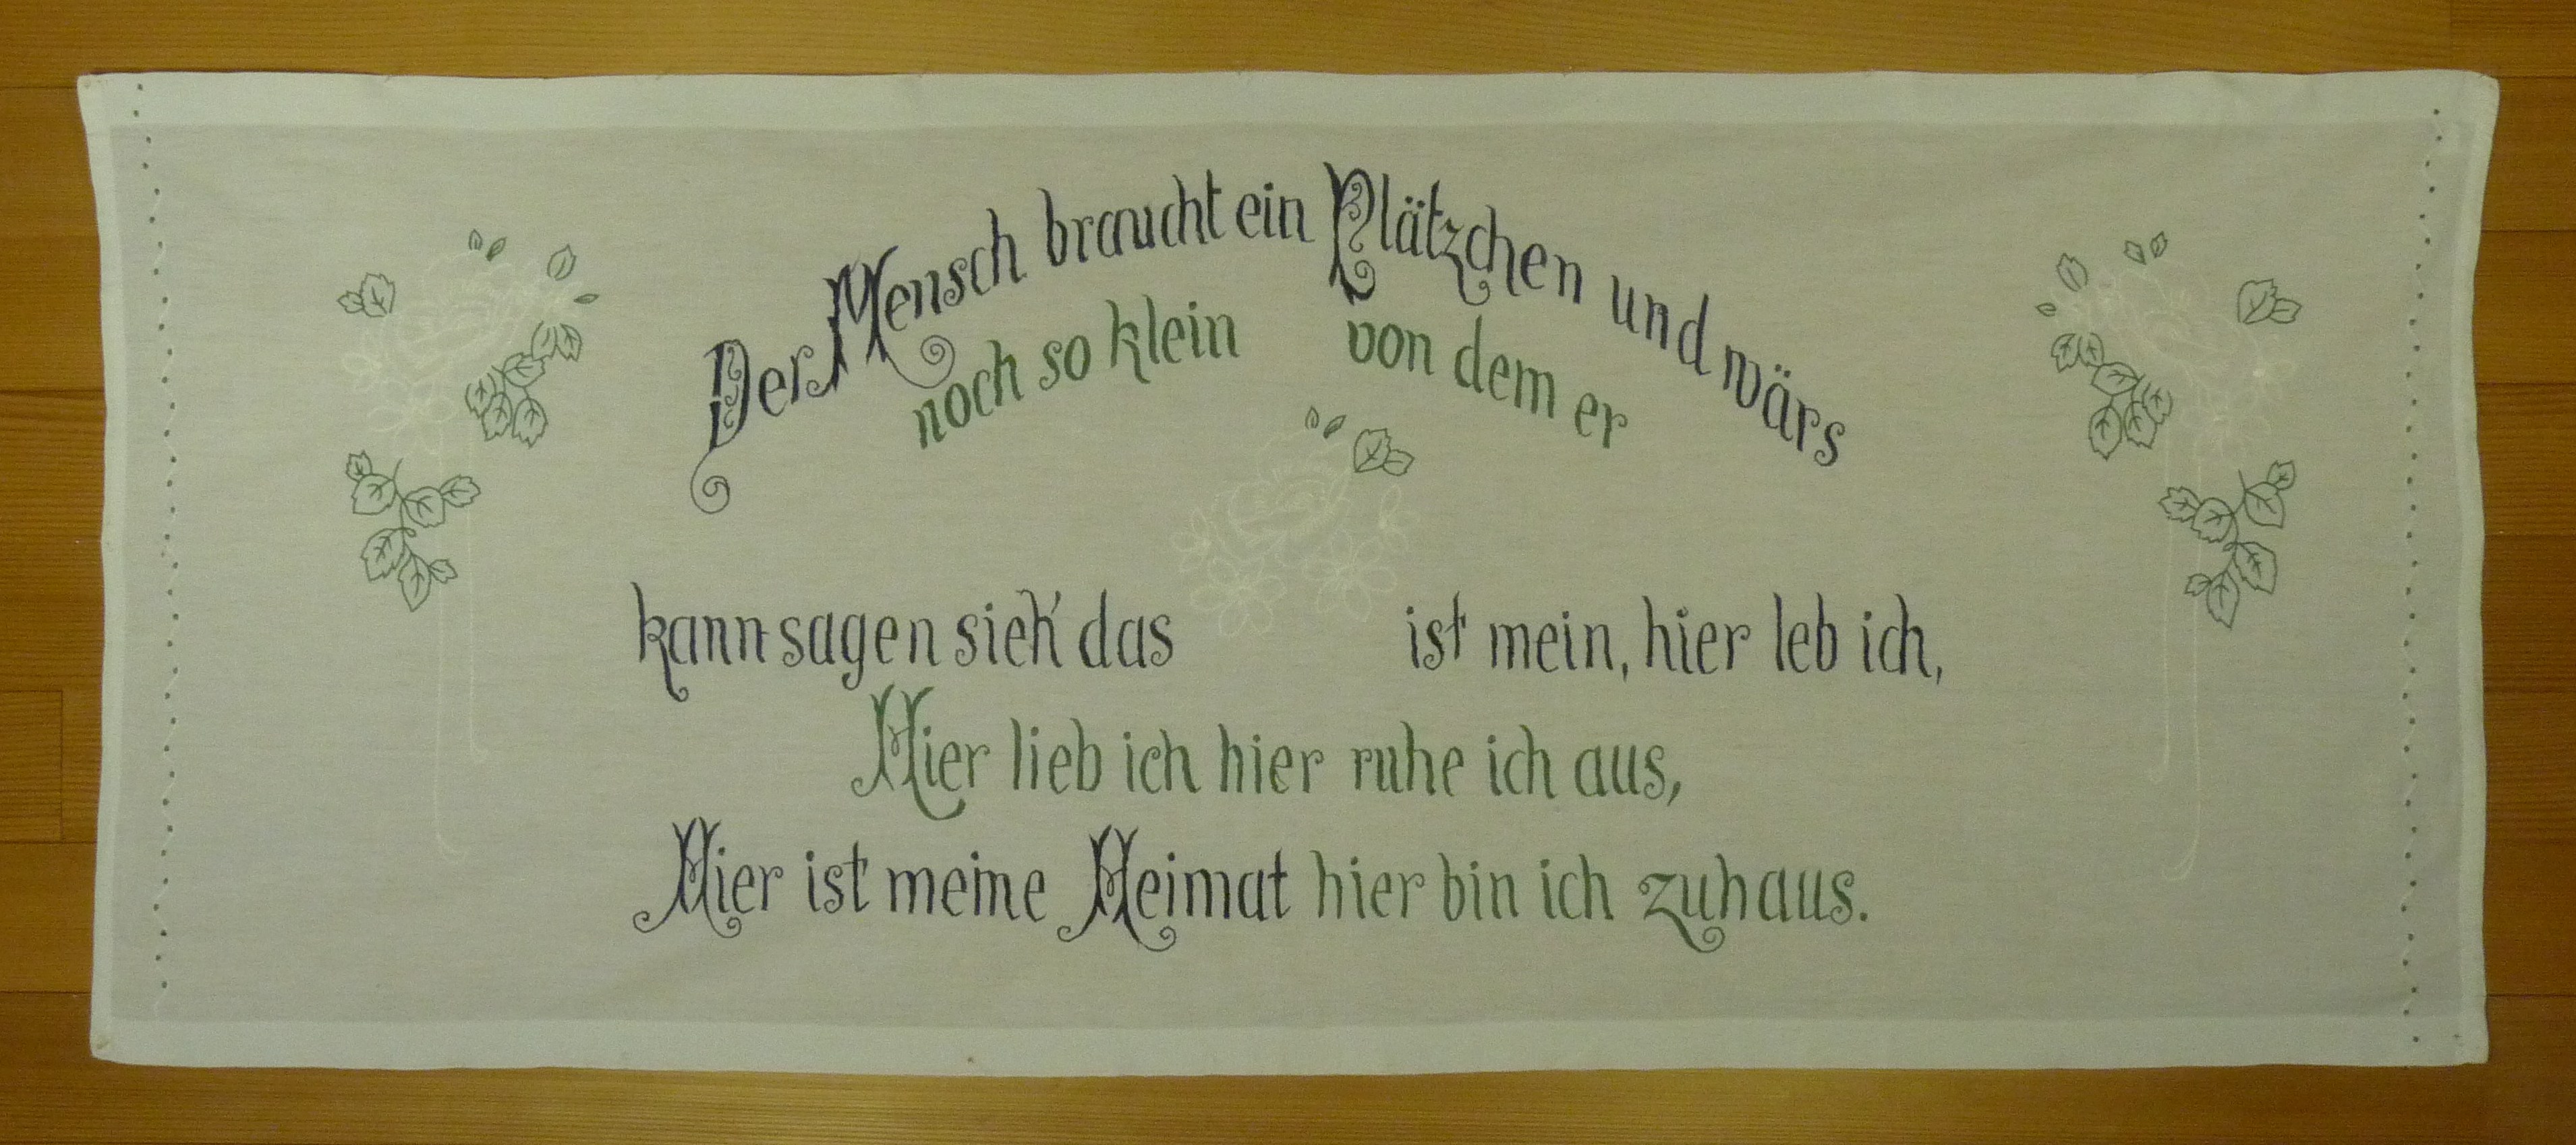 Der Mensch braucht ein Plätzchen und wärs
noch so klein von dem er
kann sagen sieh' das ist mein, hier leb ich,
Hier lieb ich hier ruhe ich aus,
Hier ist meine Heimat hier bin ich zuhaus.